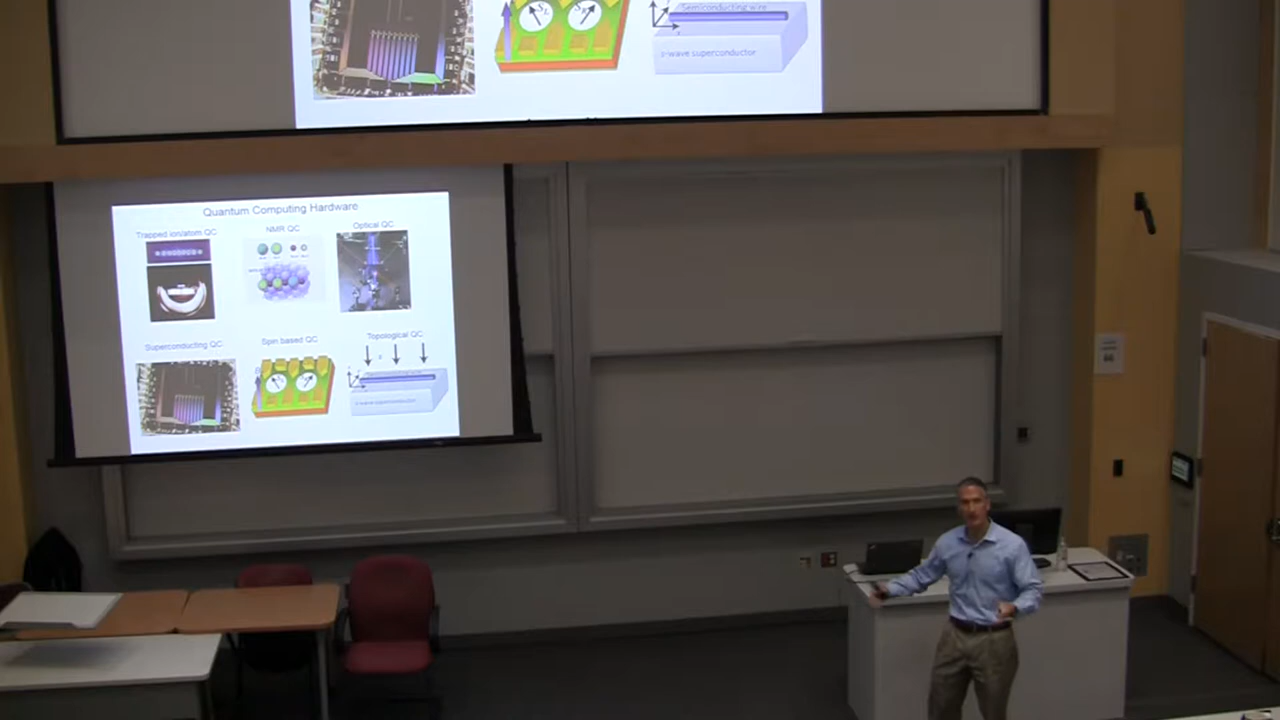 Semiconducting wire
s-wave superconductor
Quantum Computing Hardware
Trapped ion/atom QC
NMR QC
Optical QC
Superconducting QC
Spin based QC
Topological QC
s-wave superconductor